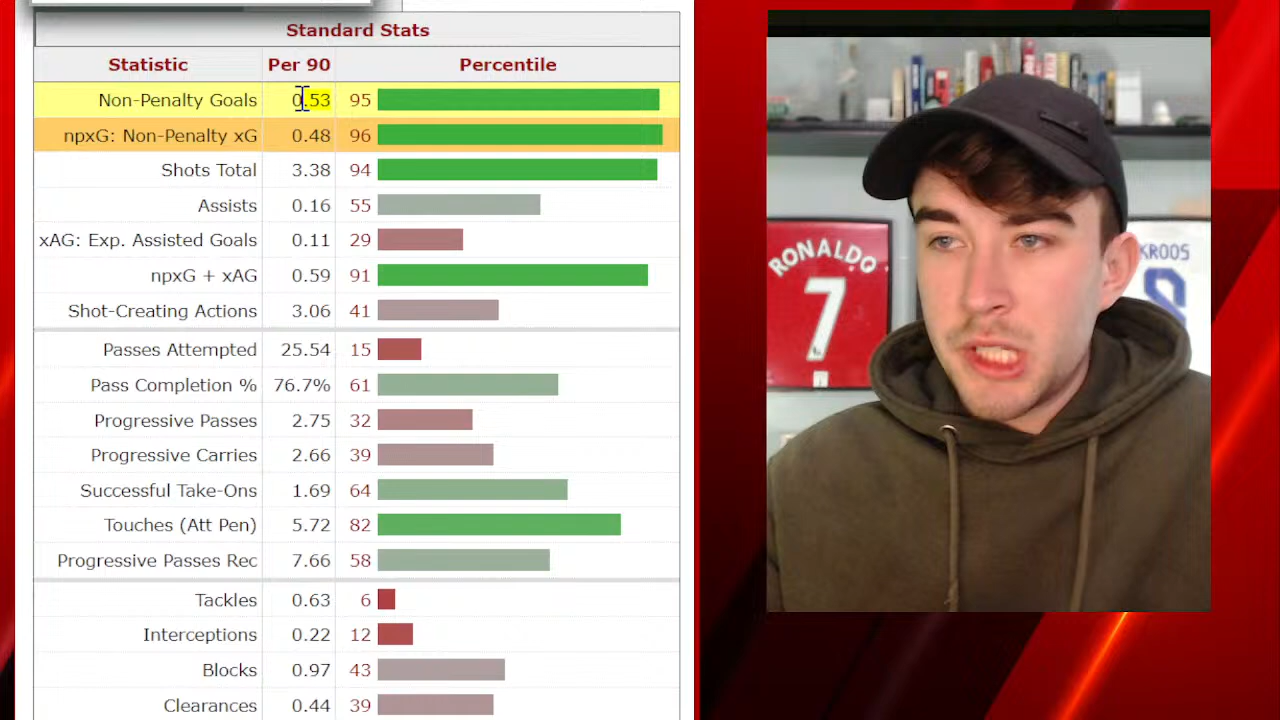 Standard Stats
Statistic Per 90 Percentile
Non-Penalty Goals 0.53 95
npxG: Non-Penalty xG 0.48 96
Shots Total 3.38 94
Assists 0.16 55
xAG: Exp. Assisted Goals 0.11 29
npxG + xAG 0.59 91
Shot-Creating Actions 3.06 41
Passes Attempted 25.54 15
Pass Completion % 76.7% 61
Progressive Passes 2.75 32
Progressive Carries 2.66 39
Successful Take-Ons 1.69 64
Touches (Att Pen) 5.72 82
Progressive Passes Rec 7.66 58
Tackles 0.63 6
Interceptions 0.22 12
Blocks 0.97 43
Clearances 0.44 39
RONALDO
7
KROOS
8